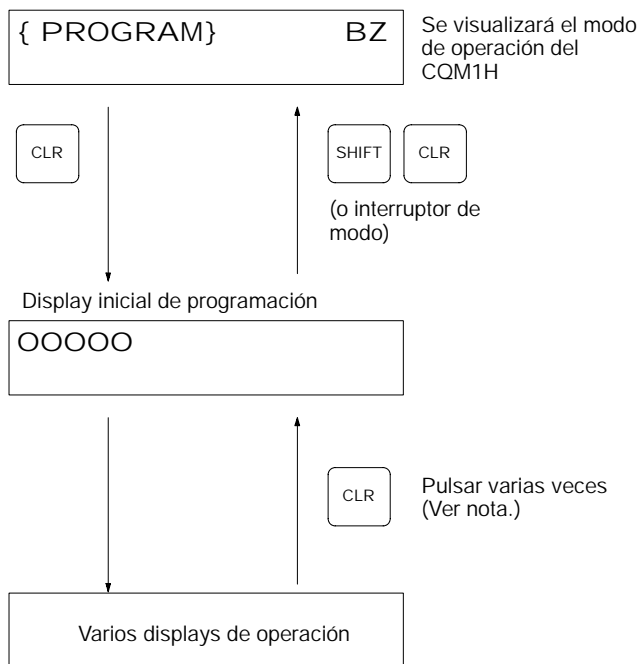 { PROGRAM} BZ
Se visualizará el modo
de operación del
CQM1H
CLR
SHIFT CLR
(o interruptor de
modo)
Display inicial de programación
OOOOO
CLR
Pulsar varias veces
(Ver nota.)
Varios displays de operación